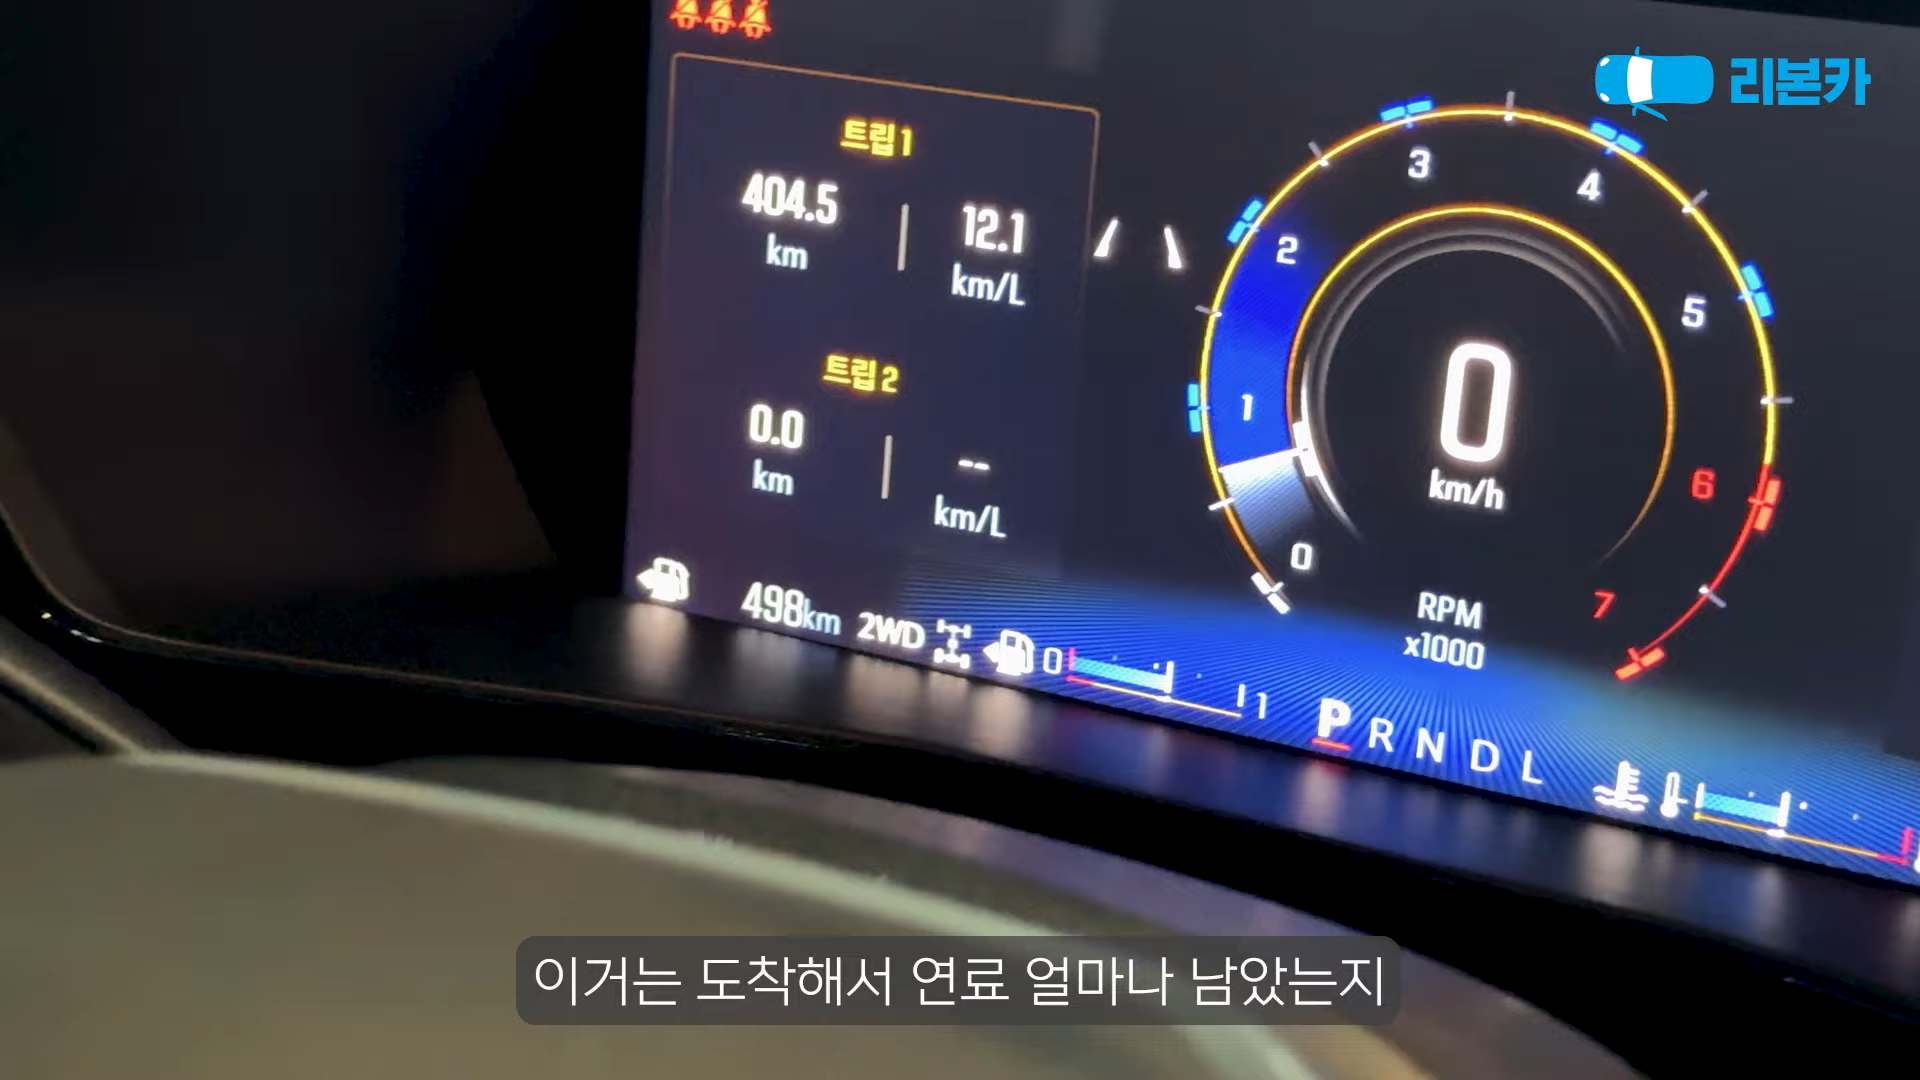 리본카
트립 1
404.5
km
12.1
km/L
트립 2
0.0
km
--
km/L
498km
2WD
0
1
0
1
2
3
4
5
6
7
0
km/h
RPM
x1000
P R N D L
이거는 도착해서 연료 얼마나 남았는지